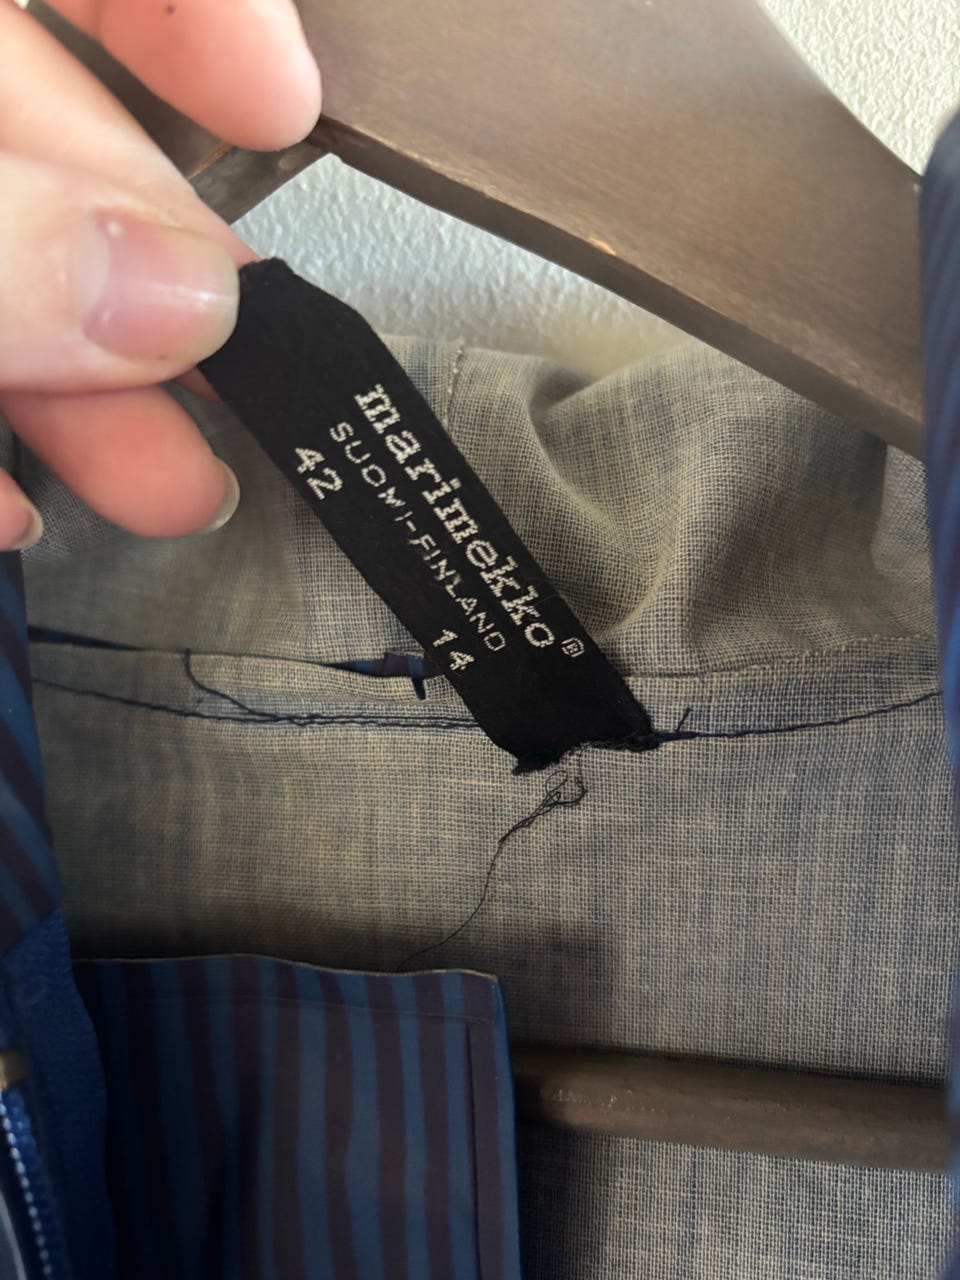 marimekko®
SUOMI-FINLAND
42 14